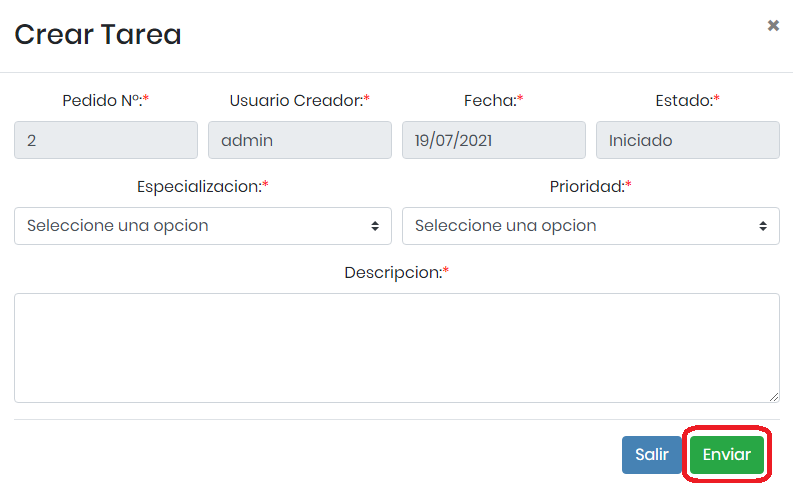 Crear Tarea
×
Pedido Nº:* Usuario Creador:* Fecha:* Estado:*
2 admin 19/07/2021 Iniciado
Especializacion:* Prioridad:*
Seleccione una opcion Seleccione una opcion
Descripcion:*
Salir Enviar